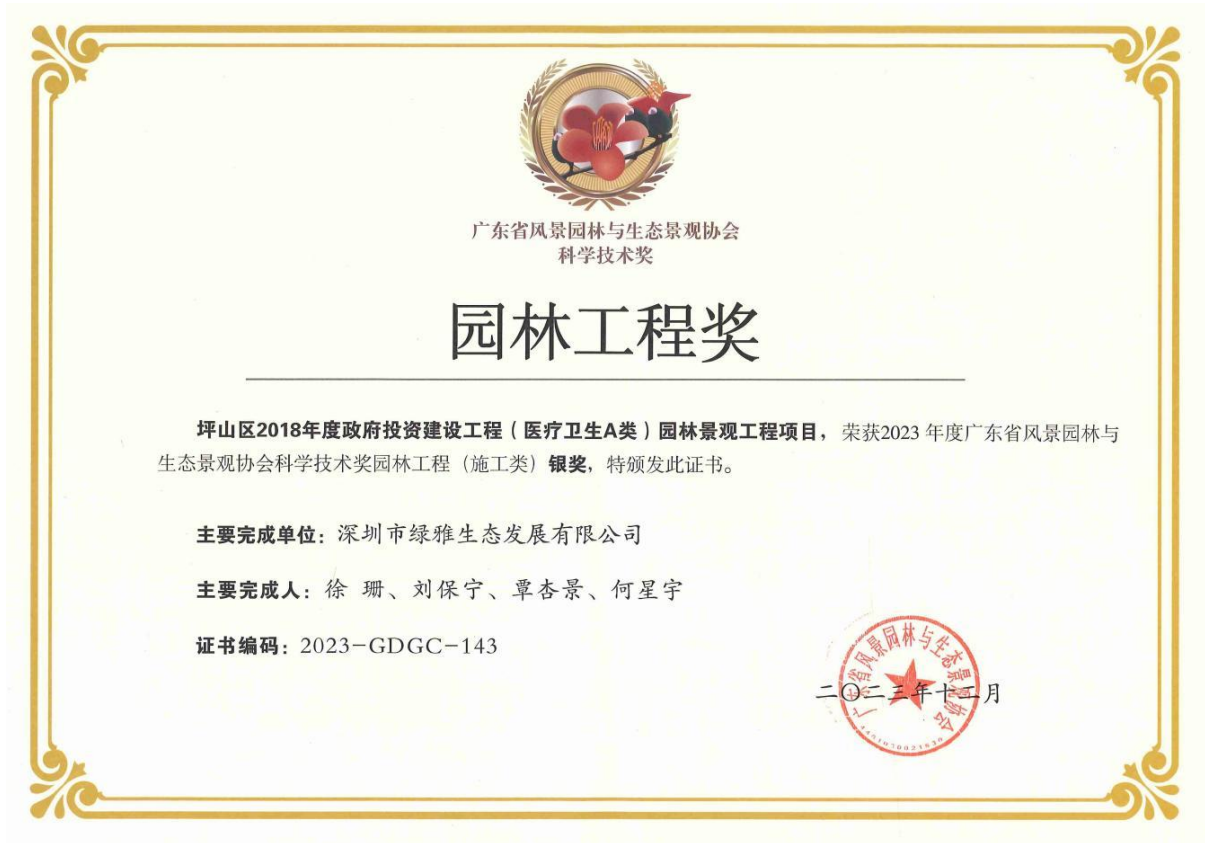 广东省风景园林与生态景观协会
科学技术奖
园林工程奖
坪山区2018年度政府投资建设工程（医疗卫生A类）园林景观工程项目，荣获2023 年度广东省风景园林与
生态景观协会科学技术奖园林工程（施工类）银奖，特颁发此证书。
主要完成单位：深圳市绿雅生态发展有限公司
主要完成人：徐 珊、刘保宁、覃杏景、何星宇
证书编码：2023-GDGC-143
广东省风景园林与生态景观协会
二〇二三年十二月